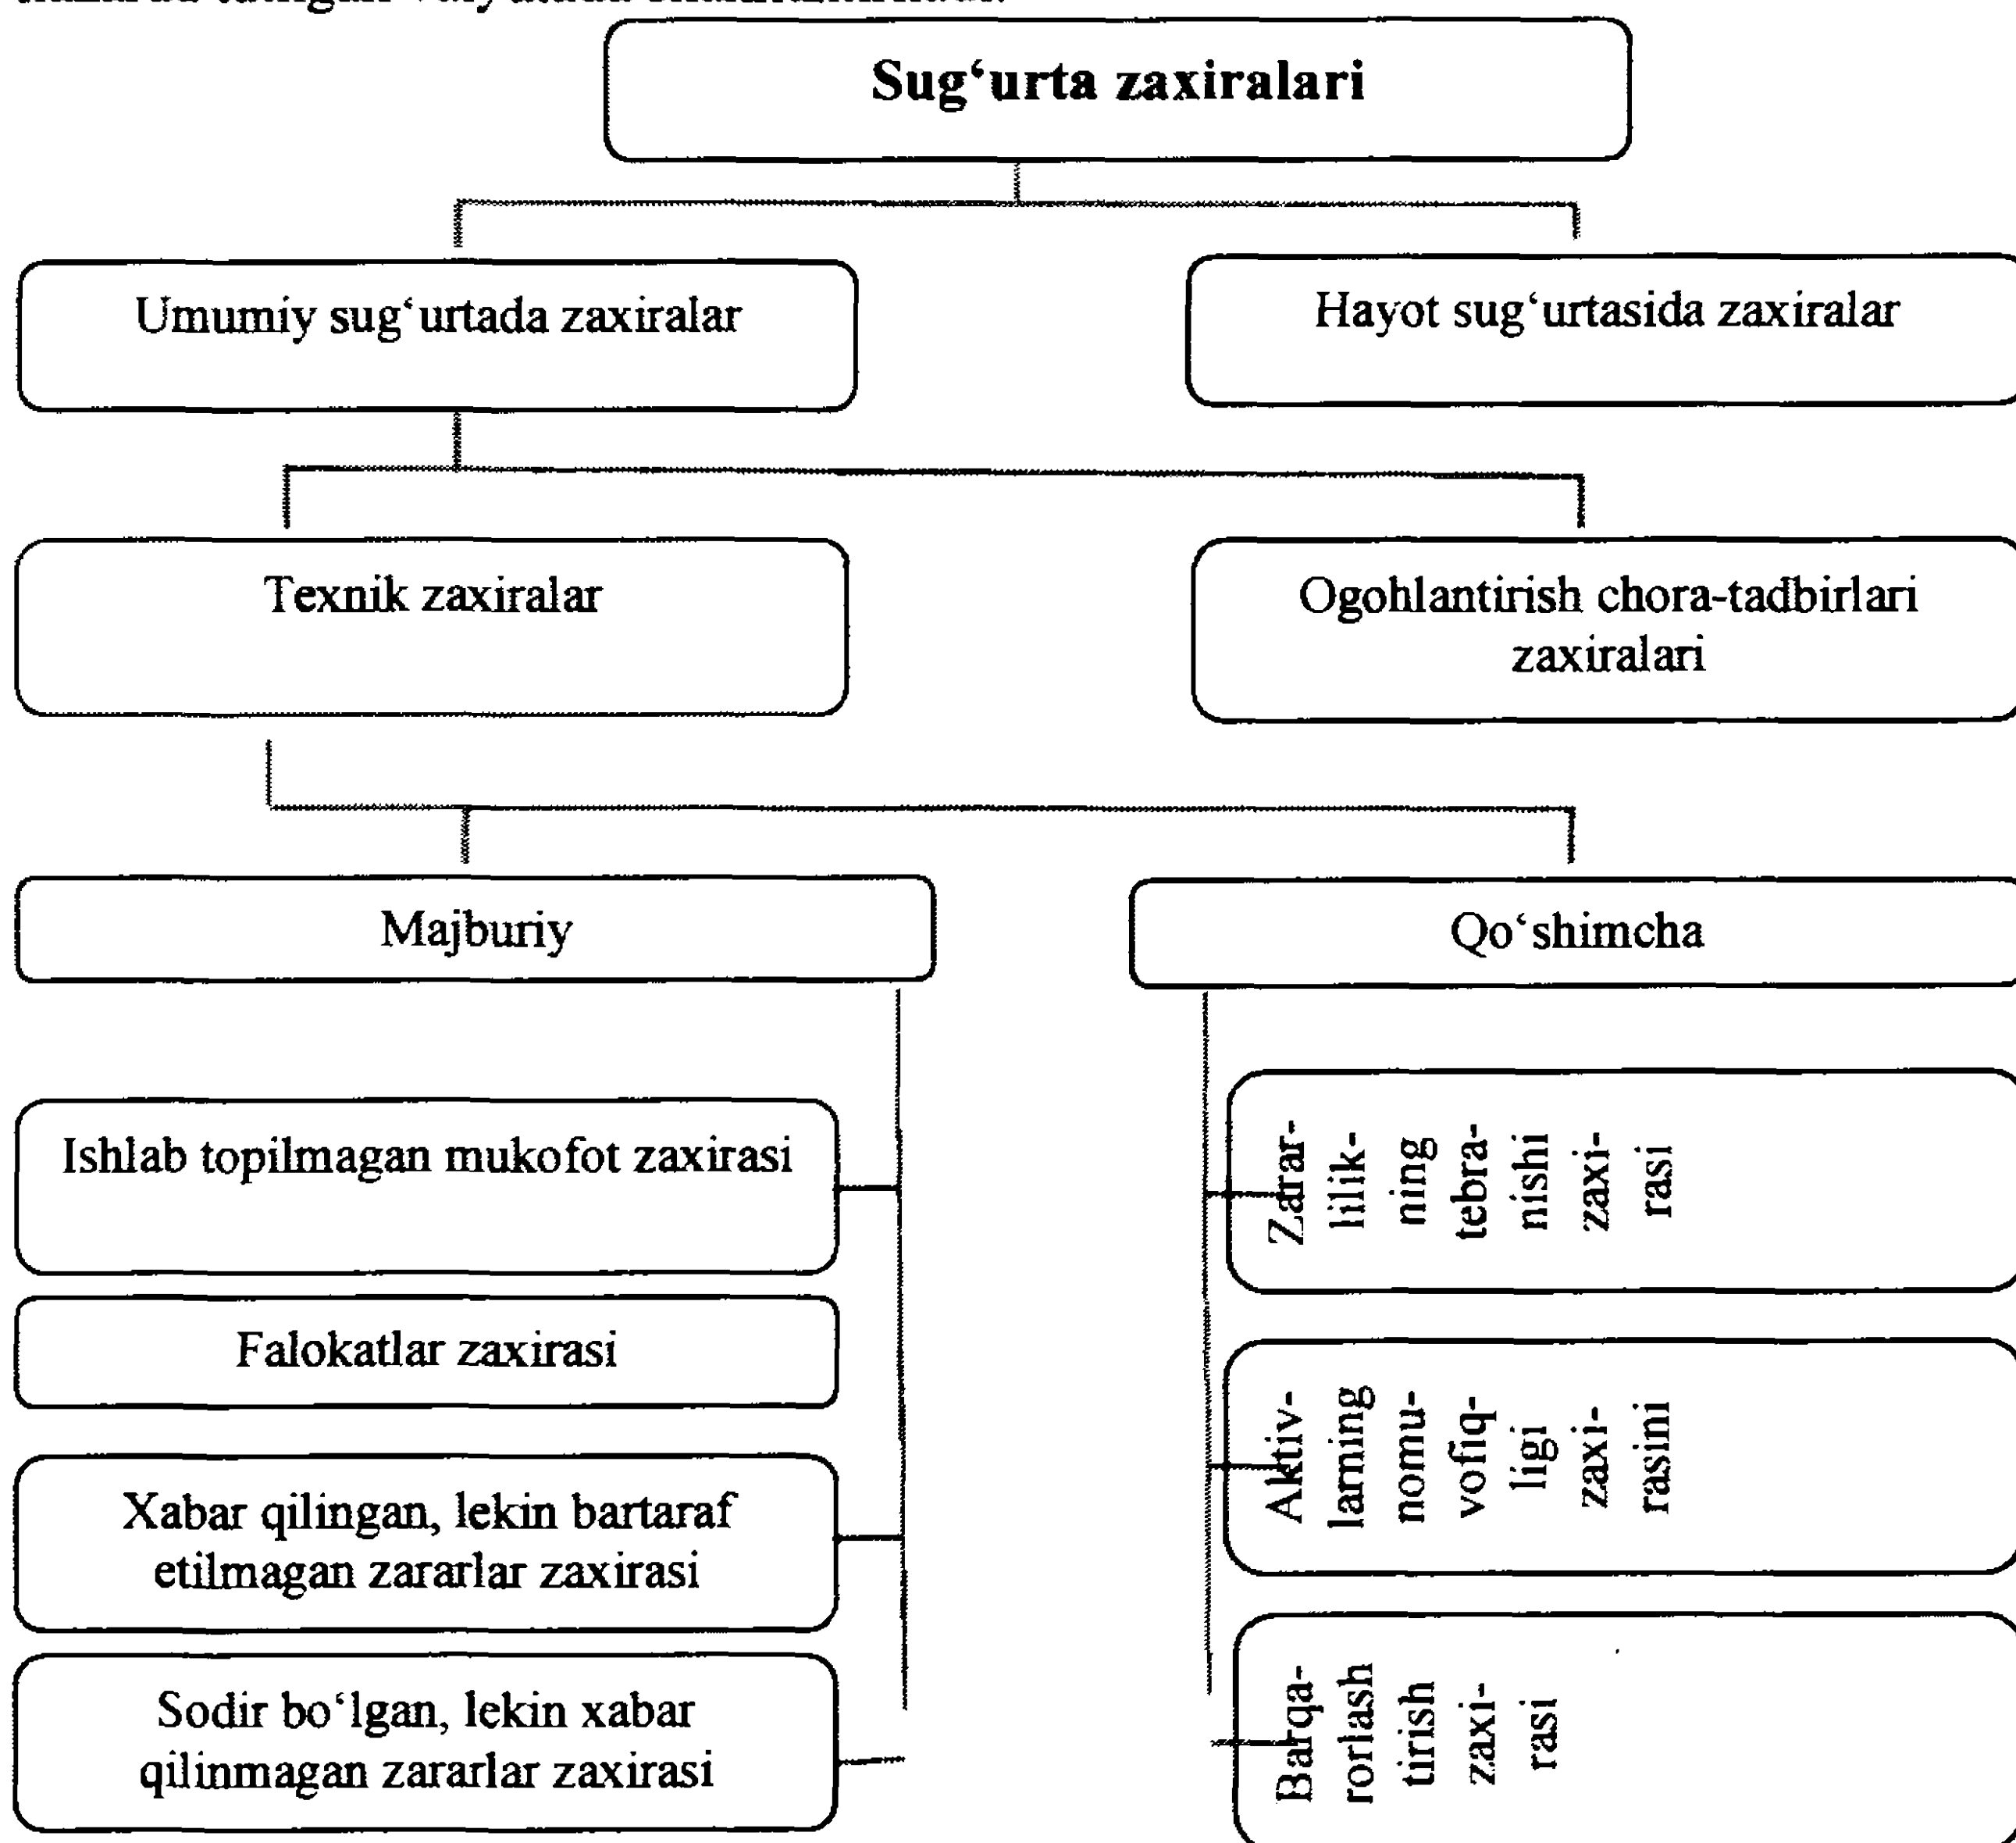 Sug‘urta zaxiralari
Umumiy sug‘urtada zaxiralar
Hayot sug‘urtasida zaxiralar
Texnik zaxiralar
Ogohlantirish chora-tadbirlari
zaxiralari
Majburiy
Qo‘shimcha
Ishlab topilmagan mukofot zaxirasi
Falokatlar zaxirasi
Xabar qilingan, lekin bartaraf
etilmagan zararlar zaxirasi
Sodir bo‘lgan, lekin xabar
qilinmagan zararlar zaxirasi
Zarar-
lilik-
ning
tebra-
nishi
zaxi-
rasi
Aktiv-
larning
nomu-
vofiq-
ligi
zaxi-
rasini
Barqa-
rorlash
tirish
zaxi-
rasi